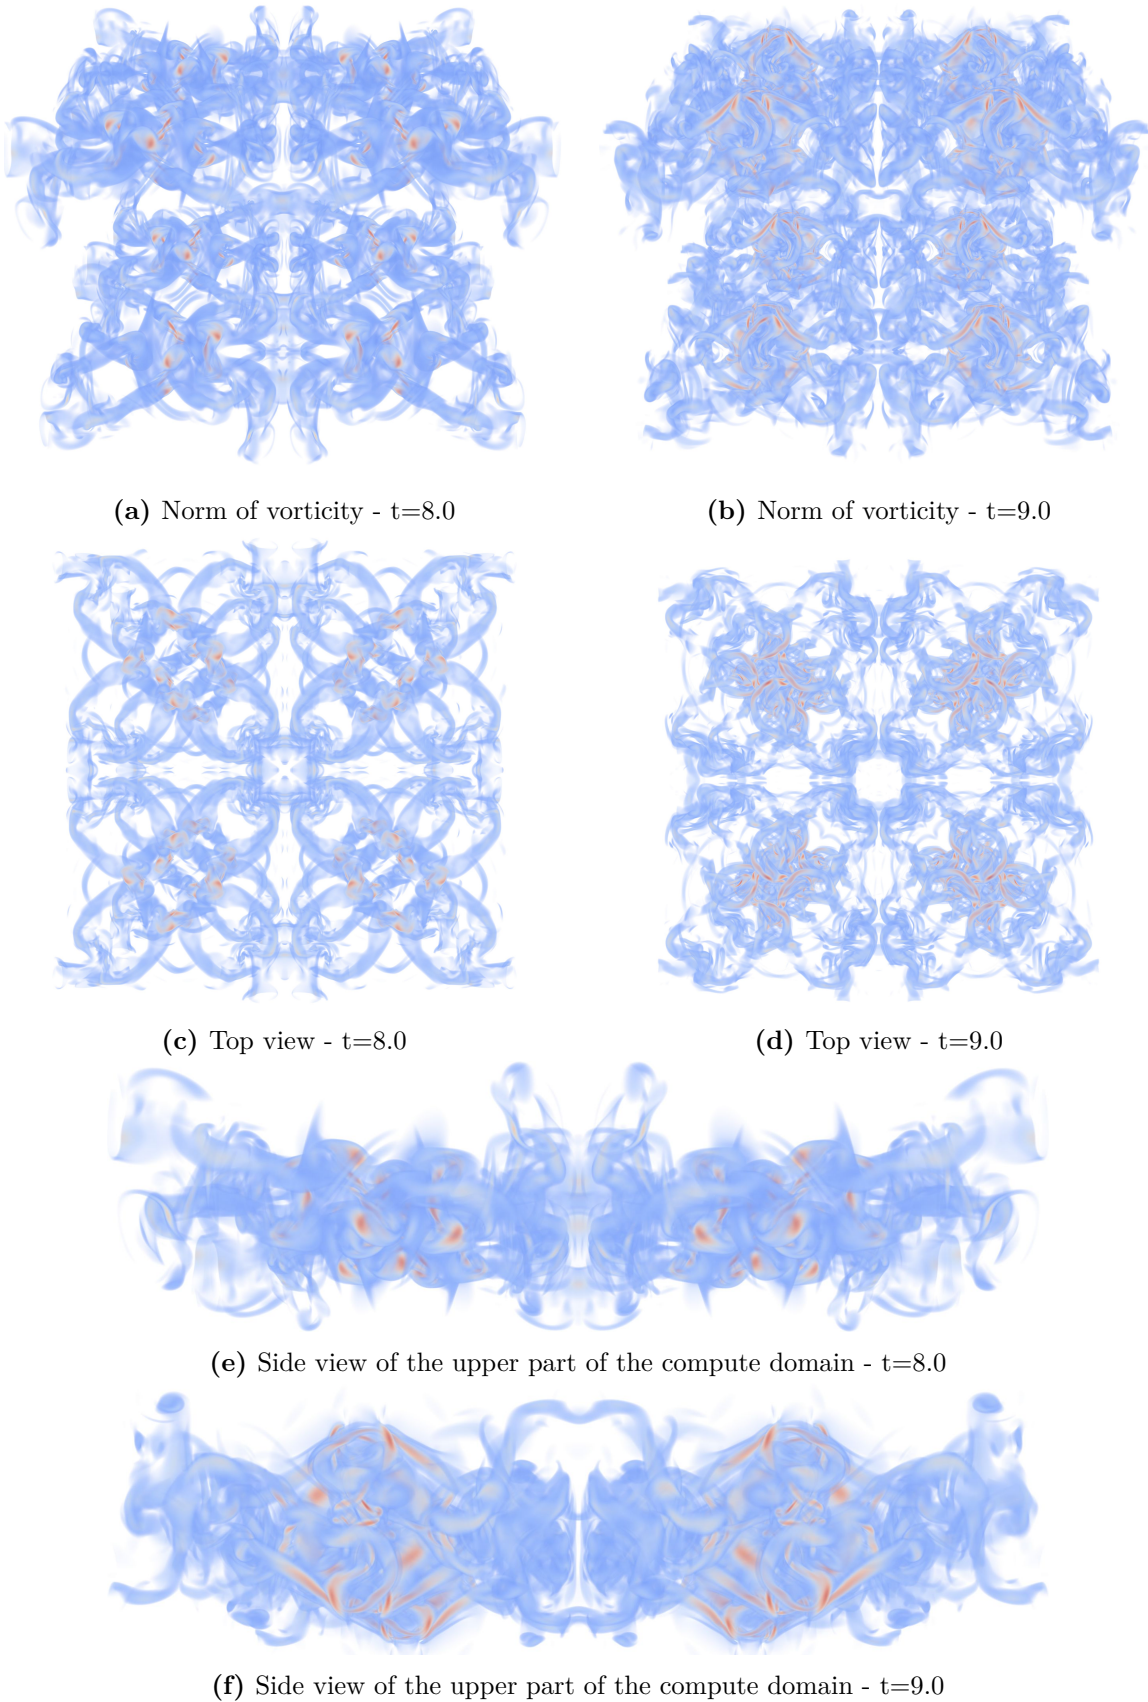 (a) Norm of vorticity - t=8.0
(b) Norm of vorticity - t=9.0
(c) Top view - t=8.0
(d) Top view - t=9.0
(e) Side view of the upper part of the compute domain - t=8.0
(f) Side view of the upper part of the compute domain - t=9.0